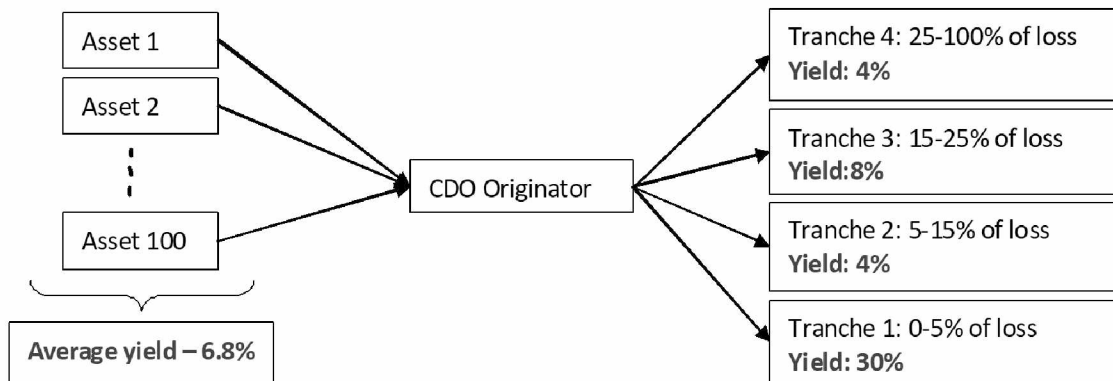 Asset 1
Asset 2
Asset 100
Average yield – 6.8%
CDO Originator
Tranche 4: 25-100% of loss
Yield: 4%
Tranche 3: 15-25% of loss
Yield:8%
Tranche 2: 5-15% of loss
Yield: 4%
Tranche 1: 0-5% of loss
Yield: 30%